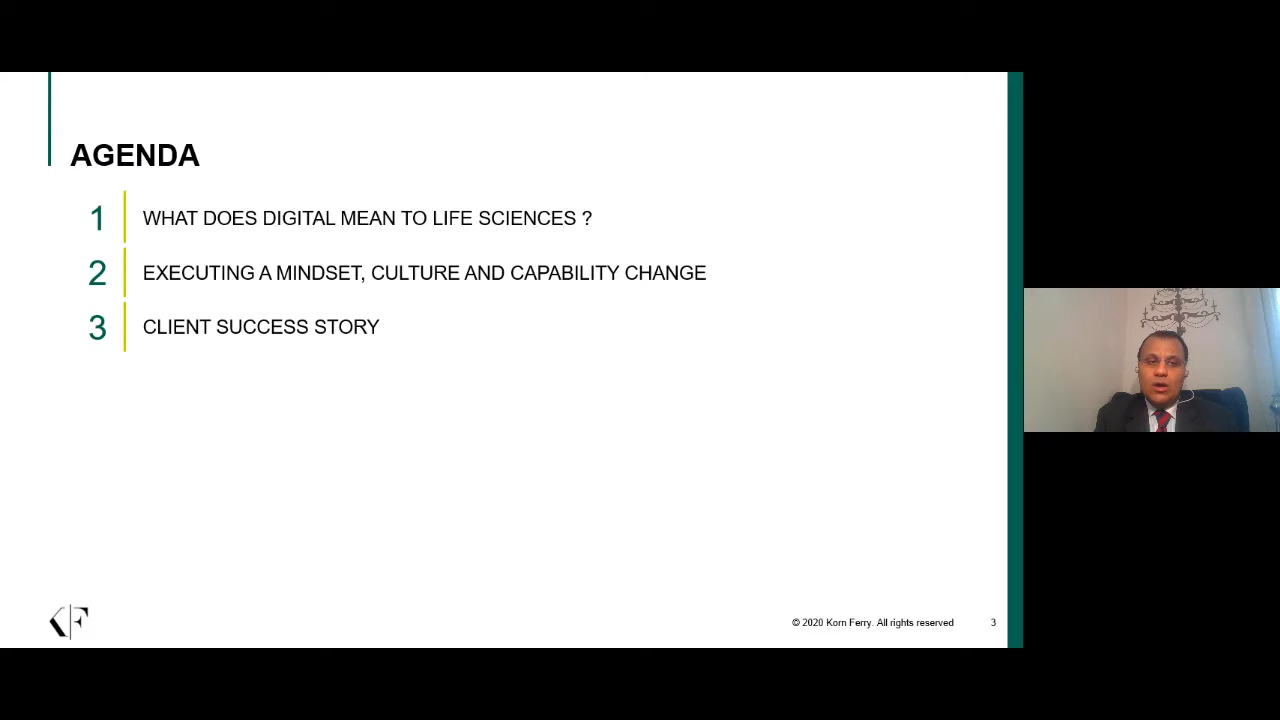 AGENDA
1 WHAT DOES DIGITAL MEAN TO LIFE SCIENCES ?
2 EXECUTING A MINDSET, CULTURE AND CAPABILITY CHANGE
3 CLIENT SUCCESS STORY
KF
© 2020 Korn Ferry. All rights reserved 3